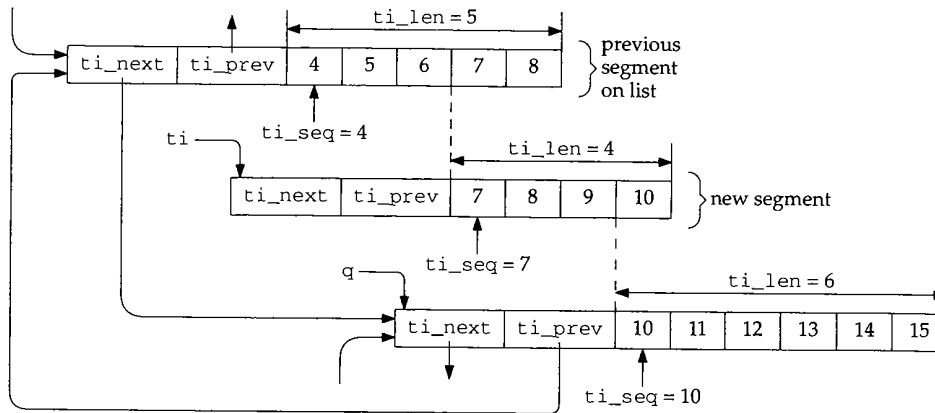 ti_len = 5
ti_next ti_prev 4 5 6 7 8
previous
segment
on list
ti_seq = 4
ti
ti_len = 4
ti_next ti_prev 7 8 9 10
new segment
ti_seq = 7
q
ti_len = 6
ti_next ti_prev 10 11 12 13 14 15
ti_seq = 10